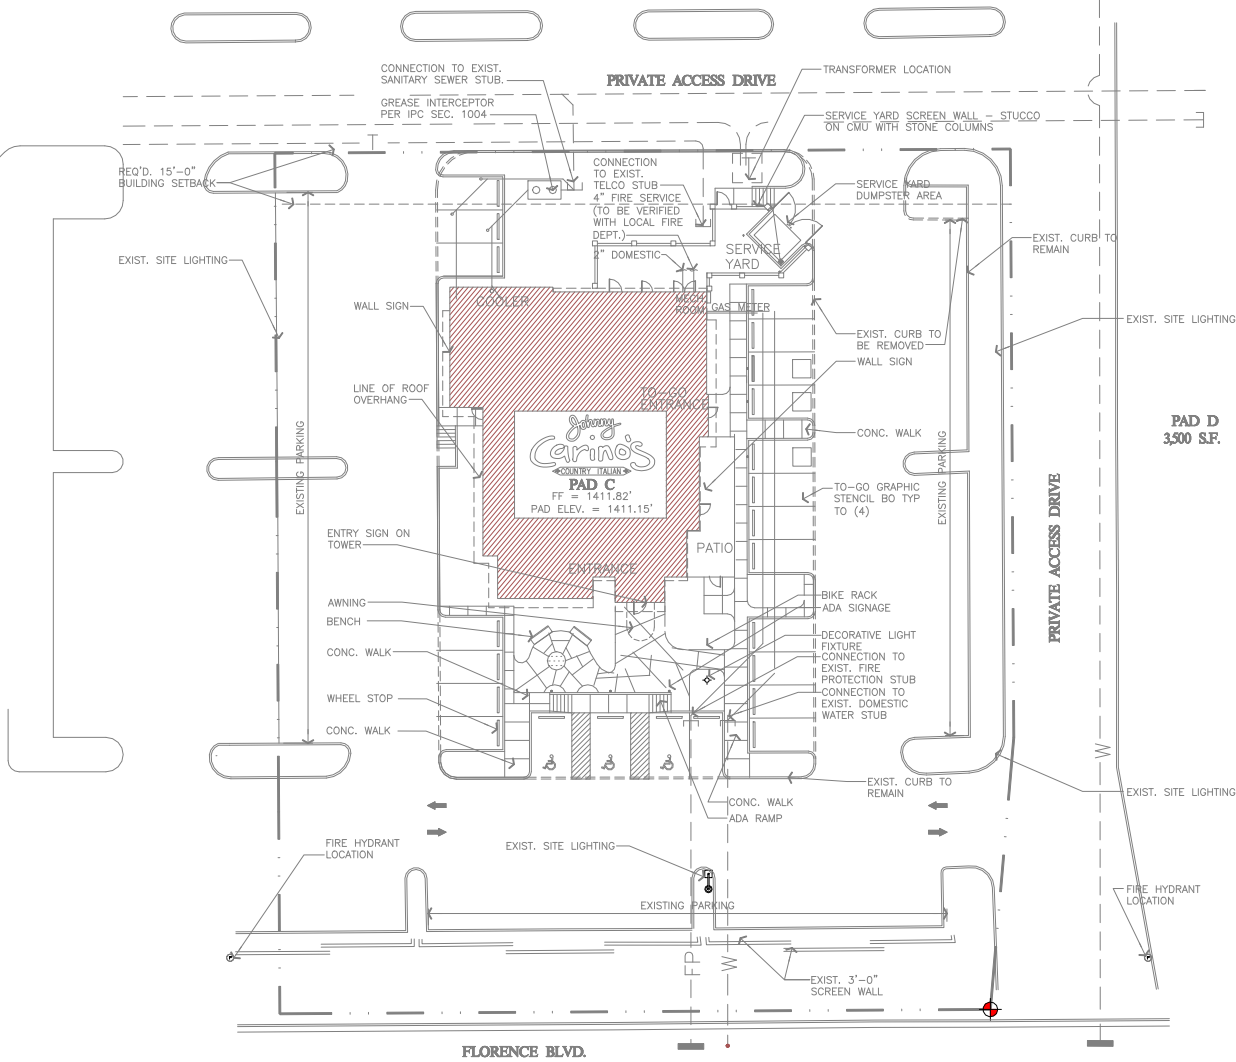 CONNECTION TO EXIST.
SANITARY SEWER STUB.
PRIVATE ACCESS DRIVE
TRANSFORMER LOCATION
GREASE INTERCEPTOR
PER IPC SEC. 1004
SERVICE YARD SCREEN WALL – STUCCO
ON CMU WITH STONE COLUMNS
REQ'D. 15'-0"
BUILDING SETBACK
CONNECTION
TO EXIST.
TELCO STUB
4" FIRE SERVICE
(TO BE VERIFIED
WITH LOCAL FIRE
DEPT.)
2" DOMESTIC
SERVICE YARD
DUMPSTER AREA
EXIST. CURB TO
REMAIN
SERVICE
YARD
EXIST. SITE LIGHTING
WALL SIGN
COOLER
MECH
ROOM
GAS METER
EXIST. CURB TO
BE REMOVED
EXIST. SITE LIGHTING
WALL SIGN
LINE OF ROOF
OVERHANG
TO-GO
ENTRANCE
Johnny
Carino's
COUNTRY ITALIAN
PAD C
FF = 1411.82'
PAD ELEV. = 1411.15'
CONC. WALK
PAD D
3,500 S.F.
EXISTING PARKING
EXISTING PARKING
TO-GO GRAPHIC
STENCIL BO TYP
TO (4)
PRIVATE ACCESS DRIVE
ENTRY SIGN ON
TOWER
PATIO
ENTRANCE
AWNING
BENCH
CONC. WALK
WHEEL STOP
CONC. WALK
BIKE RACK
ADA SIGNAGE
DECORATIVE LIGHT
FIXTURE
CONNECTION TO
EXIST. FIRE
PROTECTION STUB
CONNECTION TO
EXIST. DOMESTIC
WATER STUB
W
EXIST. CURB TO
REMAIN
EXIST. SITE LIGHTING
CONC. WALK
ADA RAMP
FIRE HYDRANT
LOCATION
EXIST. SITE LIGHTING
EXISTING PARKING
FIRE HYDRANT
LOCATION
FP
W
EXIST. 3'-0"
SCREEN WALL
FLORENCE BLVD.